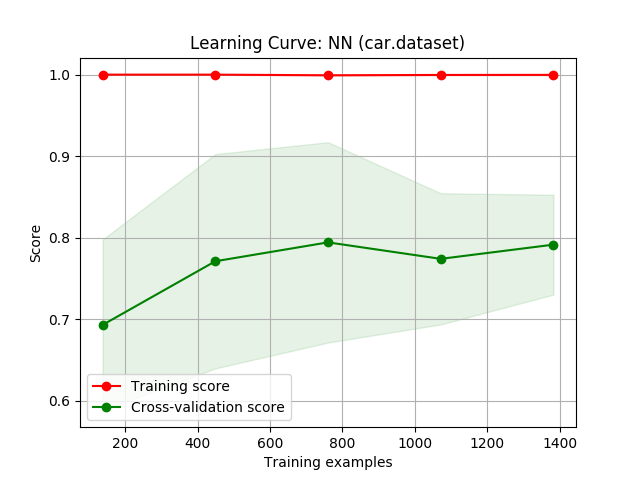 Learning Curve: NN (car.dataset)
1.0
0.9
0.8
0.7
0.6
Score
Training score
Cross-validation score
200 400 600 800 1000 1200 1400
Training examples